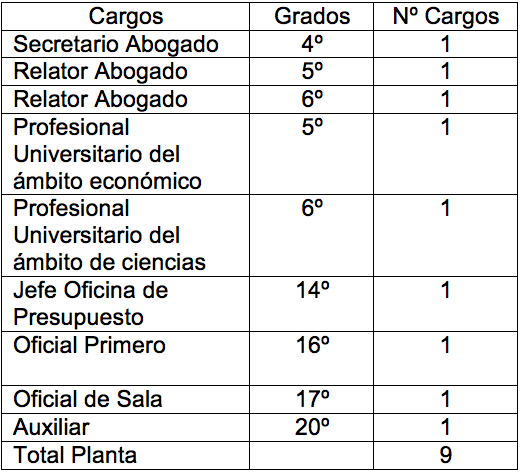 Cargos Grados Nº Cargos
Secretario Abogado 4º 1
Relator Abogado 5º 1
Relator Abogado 6º 1
Profesional 5º 1
Universitario del
ámbito económico
Profesional 6º 1
Universitario del
ámbito de ciencias
Jefe Oficina de 14º 1
Presupuesto
Oficial Primero 16º 1
Oficial de Sala 17º 1
Auxiliar 20º 1
Total Planta 9